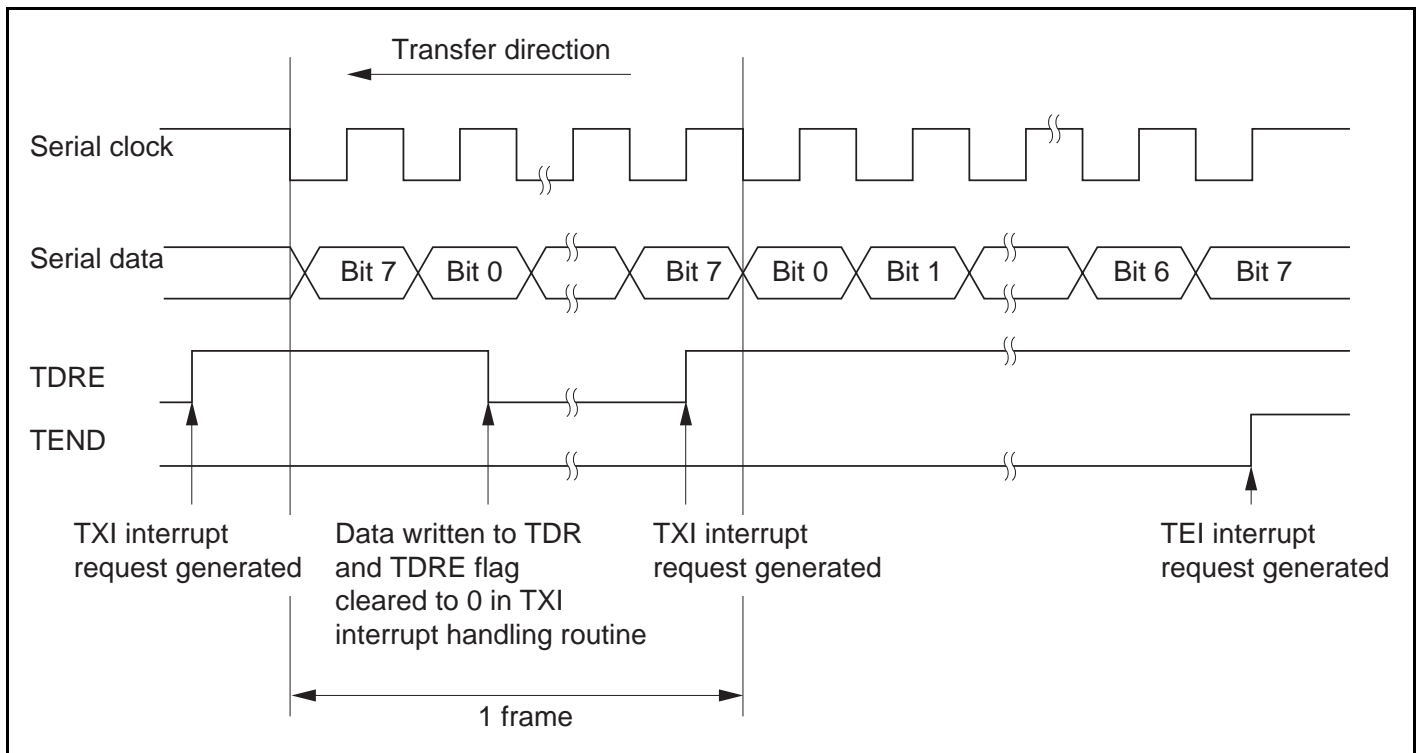 Transfer direction
Serial clock
Serial data
Bit 7 Bit 0 Bit 7 Bit 0 Bit 1 Bit 6 Bit 7
TDRE
TEND
TXI interrupt
request generated
Data written to TDR
and TDRE flag
cleared to 0 in TXI
interrupt handling routine
TXI interrupt
request generated
TEI interrupt
request generated
1 frame